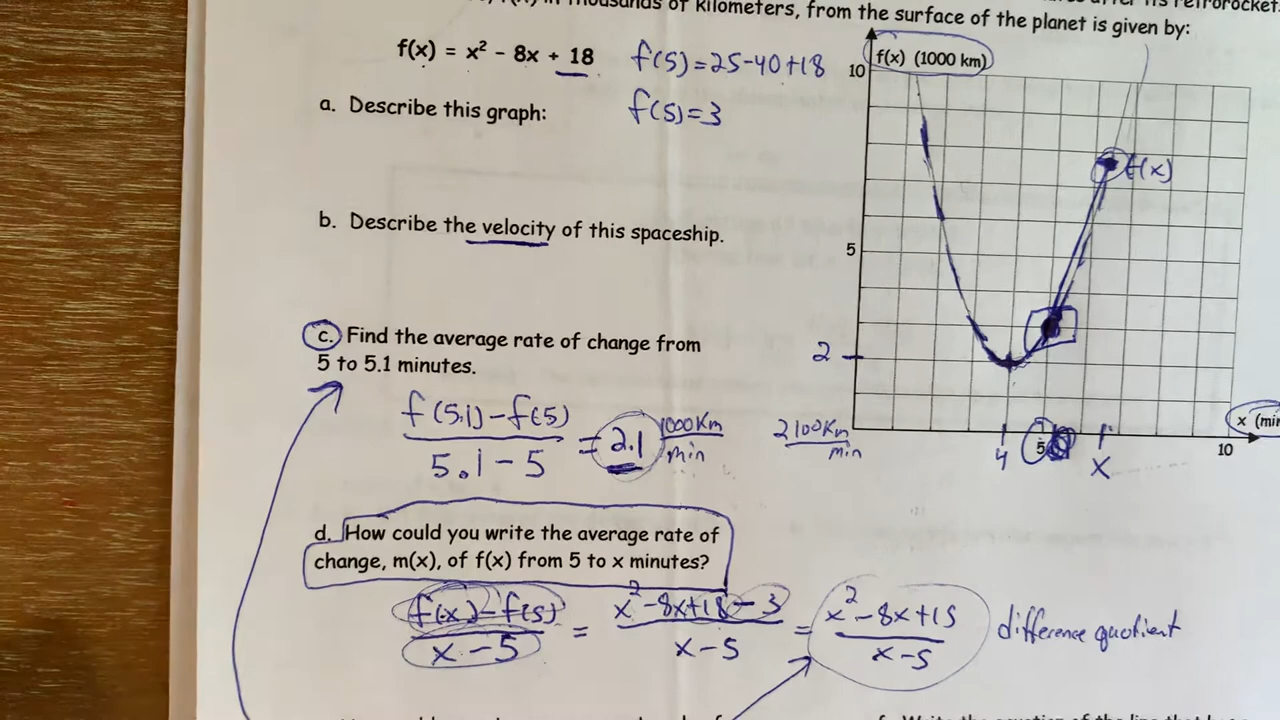 in thousands of kilometers, from the surface of the planet is given by:
f(x) = x² - 8x + 18
f(5)=25-40+18
f(x) (1000 km)
10
a. Describe this graph:
f(5)=3
f(x)
b. Describe the velocity of this spaceship.
5
c. Find the average rate of change from
5 to 5.1 minutes.
2
f(5.1)-f(5)
5.1-5
= 2.1 1000Km
min
2100Km
min
x (min
4
5
x
10
d. How could you write the average rate of
change, m(x), of f(x) from 5 to x minutes?
f(x)-f(5)
x-5
=
x²-8x+18-3
x-5
=
x²-8x+15
x-5
difference quotient